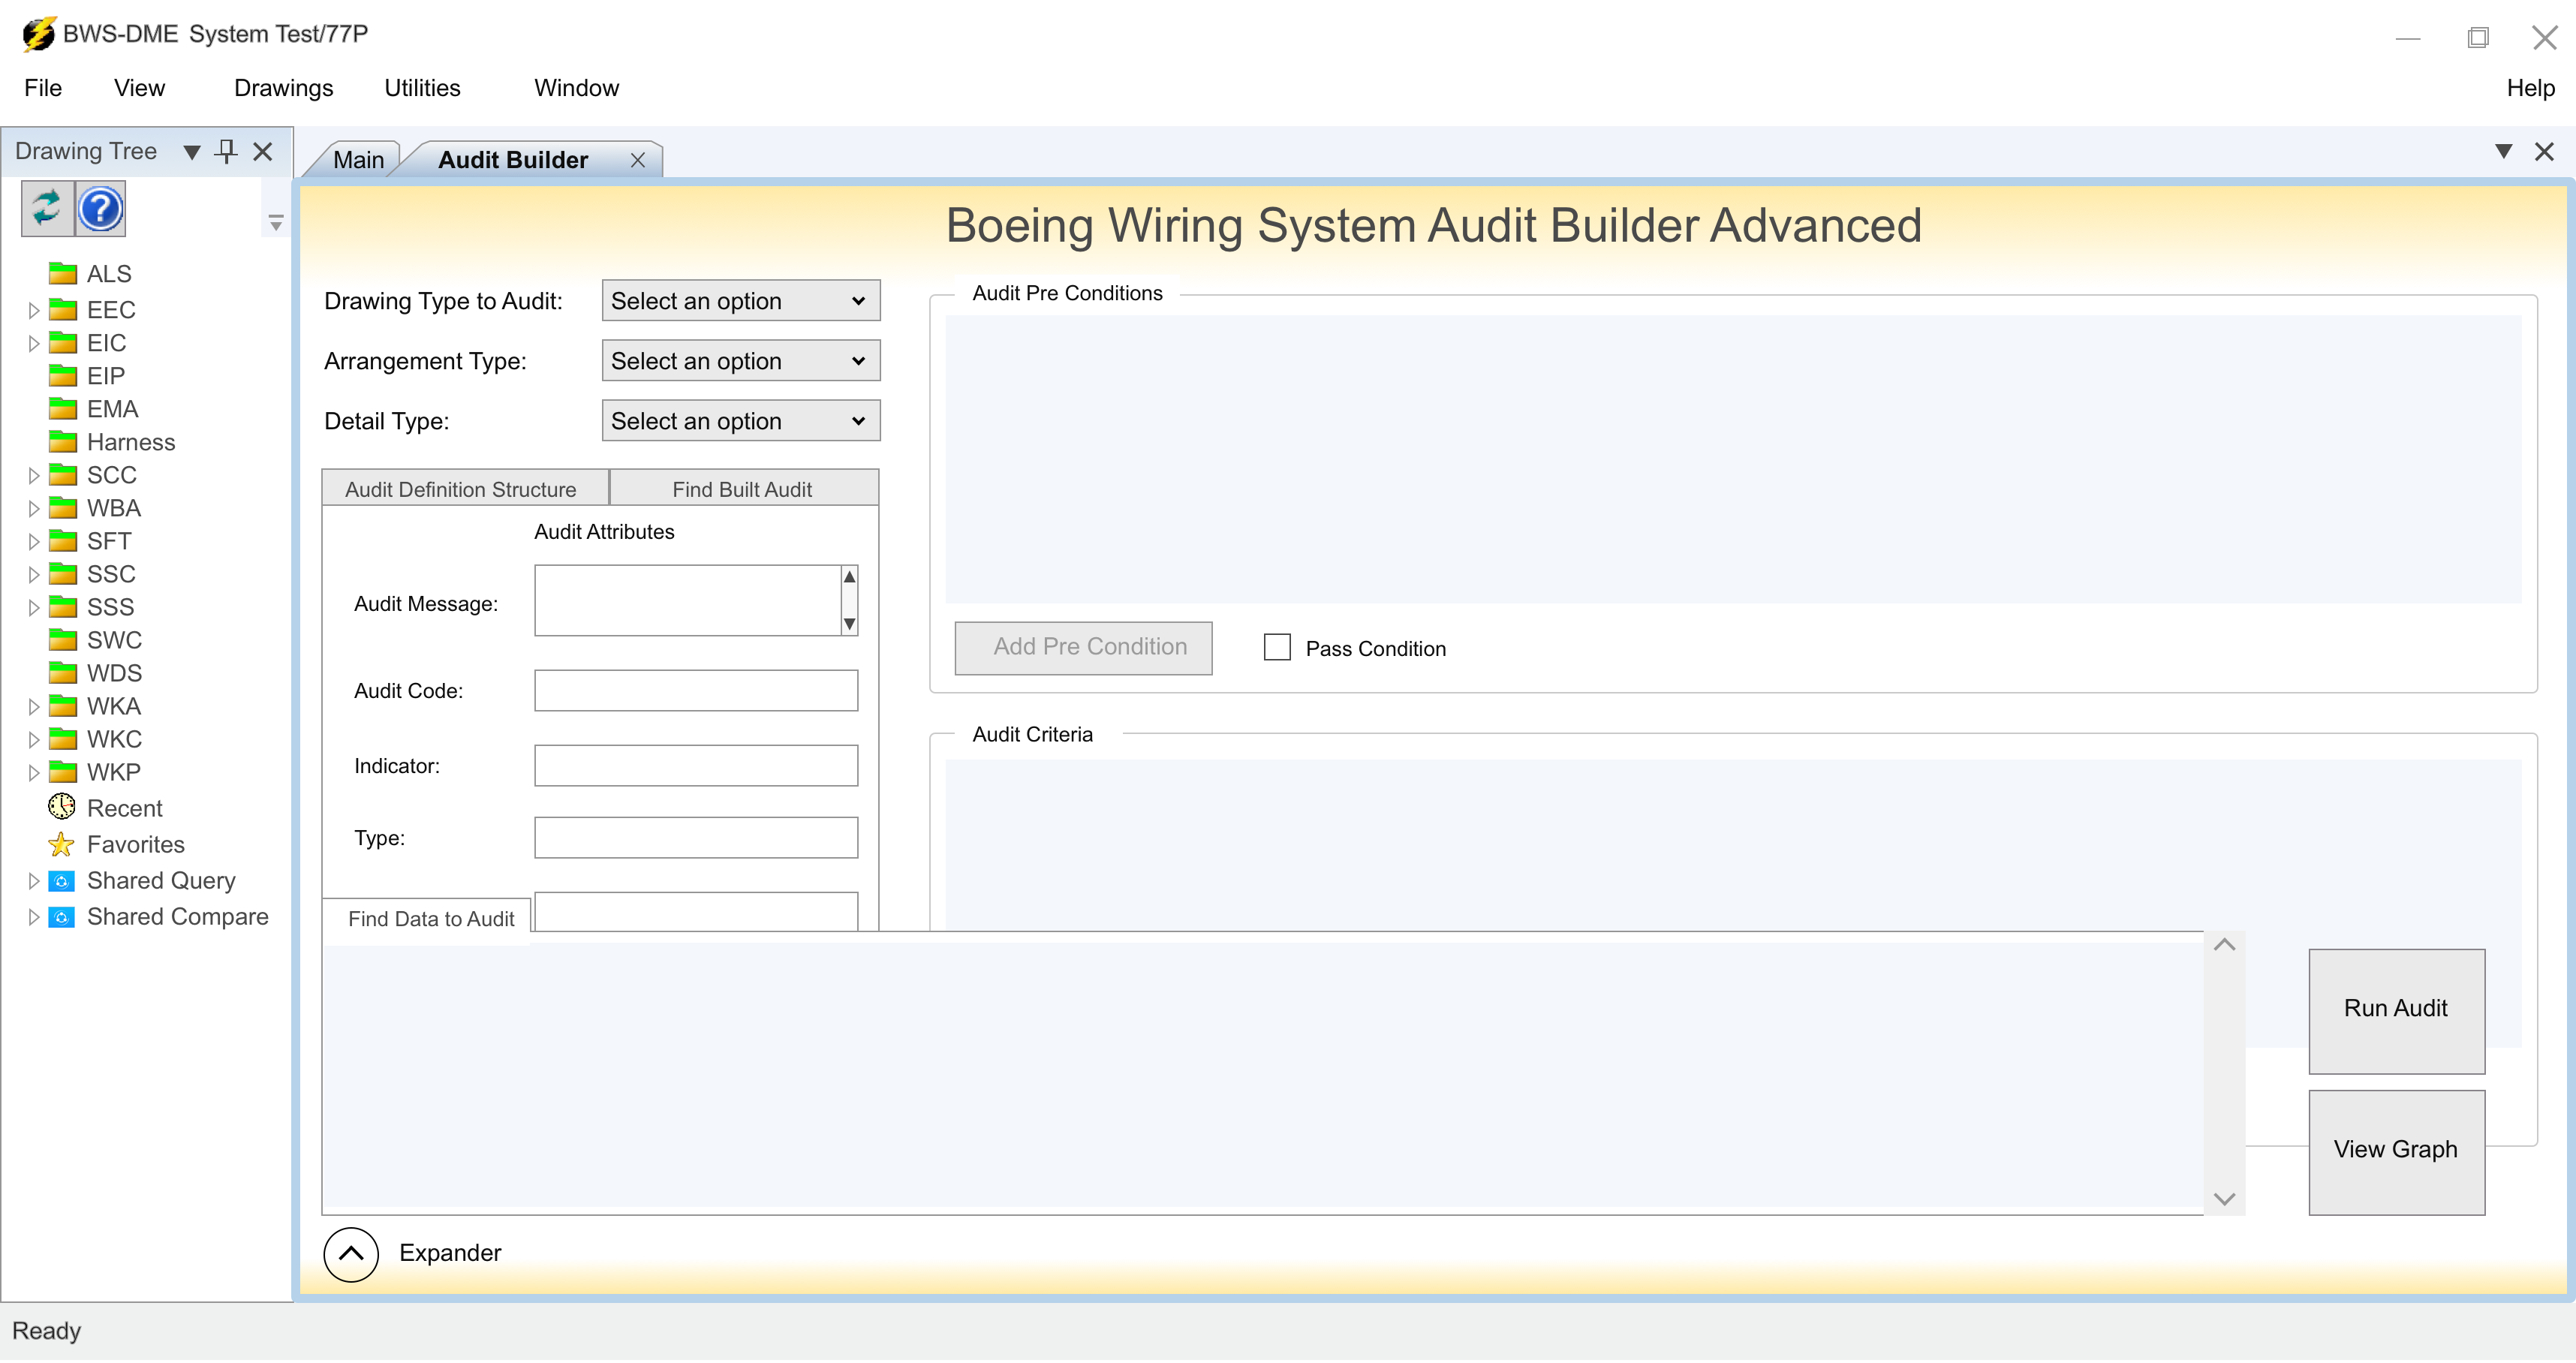 BWS-DME System Test/77P
File View Drawings Utilities Window Help
Drawing Tree
Main Audit Builder
ALS
EEC
EIC
EIP
EMA
Harness
SCC
WBA
SFT
SSC
SSS
SWC
WDS
WKA
WKC
WKP
Recent
Favorites
Shared Query
Shared Compare
Boeing Wiring System Audit Builder Advanced
Drawing Type to Audit: Select an option
Arrangement Type: Select an option
Detail Type: Select an option
Audit Definition Structure Find Built Audit
Audit Attributes
Audit Message:
Audit Code:
Indicator:
Type:
Find Data to Audit
Audit Pre Conditions
Add Pre Condition Pass Condition
Audit Criteria
Run Audit
View Graph
Expander
Ready